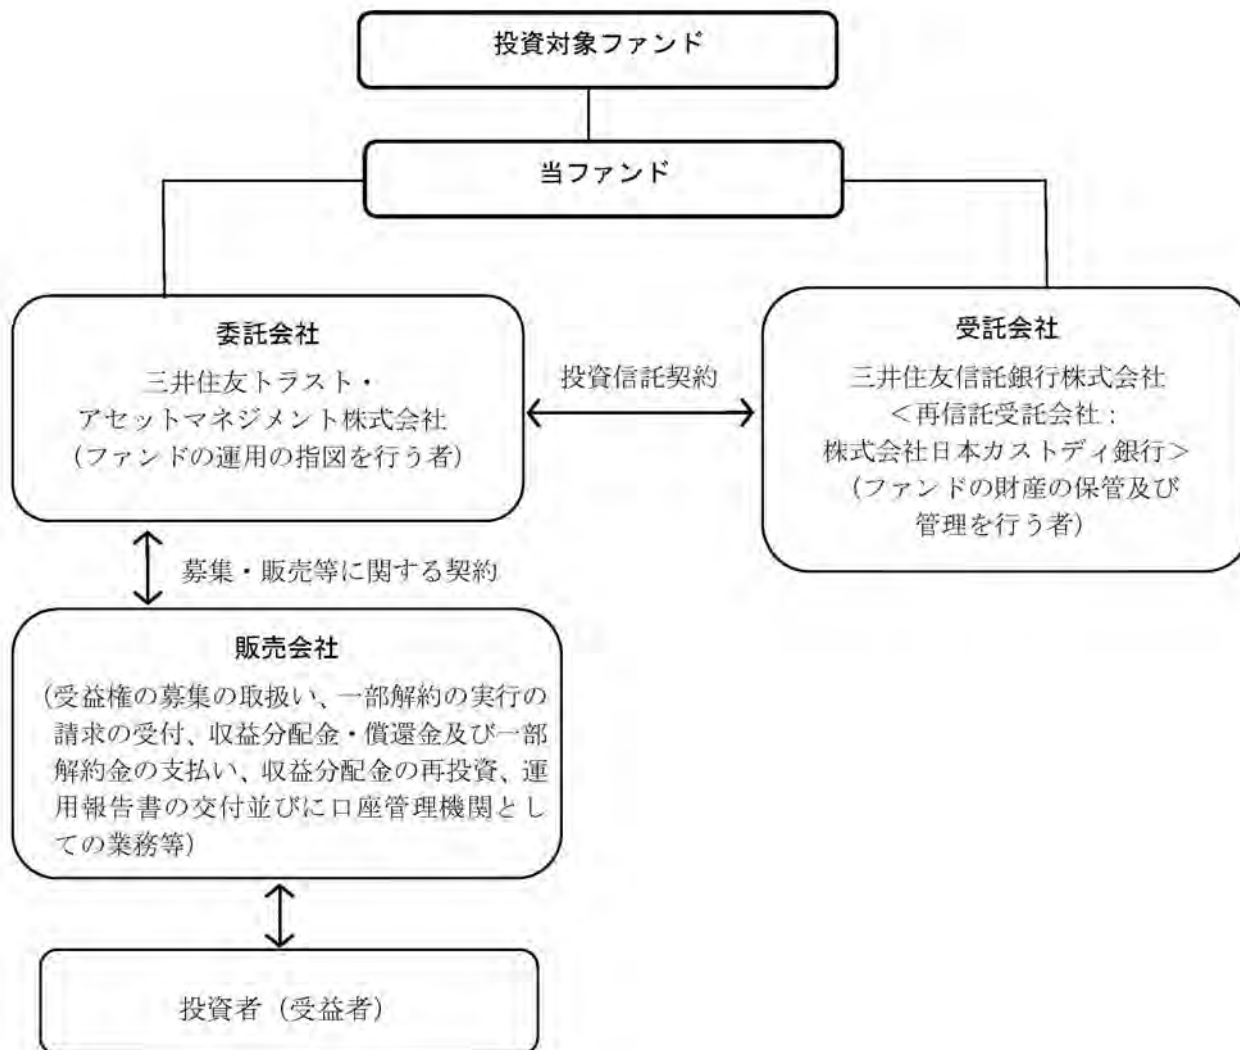 投資対象ファンド
当ファンド
委託会社
三井住友トラスト・
アセットマネジメント株式会社
（ファンドの運用の指図を行う者）
投資信託契約
受託会社
三井住友信託銀行株式会社
＜再信託受託会社：
株式会社日本カストディ銀行＞
（ファンドの財産の保管及び
管理を行う者）
募集・販売等に関する契約
販売会社
（受益権の募集の取扱い、一部解約の実行の
請求の受付、収益分配金・償還金及び一部
解約金の支払い、収益分配金の再投資、運
用報告書の交付並びに口座管理機関とし
ての業務等）
投資者（受益者）